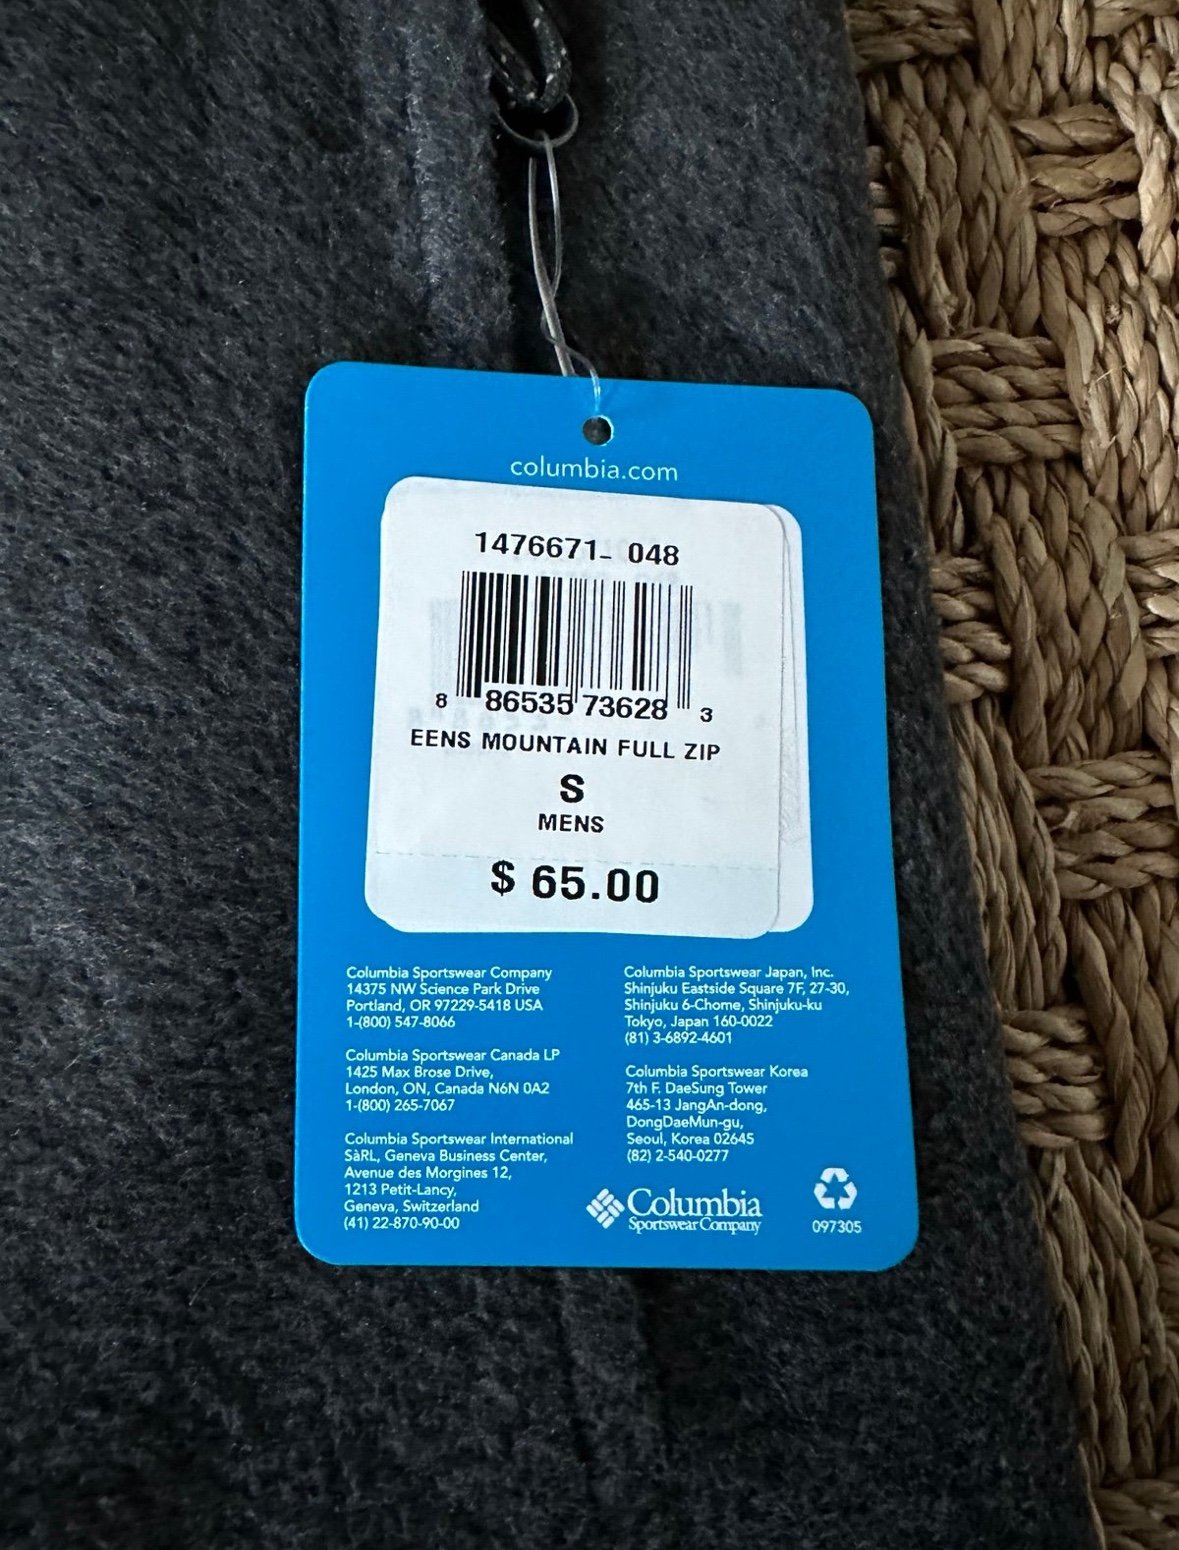 columbia.com
1476671- 048
8 86535 73628 3
EENS MOUNTAIN FULL ZIP
S
MENS
$ 65.00
Columbia Sportswear Company
14375 NW Science Park Drive
Portland, OR 97229-5418 USA
1-(800) 547-8066
Columbia Sportswear Canada LP
1425 Max Brose Drive,
London, ON, Canada N6N 0A2
1-(800) 265-7067
Columbia Sportswear International
SàRL, Geneva Business Center,
Avenue des Morgines 12,
1213 Petit-Lancy,
Geneva, Switzerland
(41) 22-870-90-00
Columbia Sportswear Japan, Inc.
Shinjuku Eastside Square 7F, 27-30,
Shinjuku 6-Chome, Shinjuku-ku
Tokyo, Japan 160-0022
(81) 3-6892-4601
Columbia Sportswear Korea
7th F. DaeSung Tower
465-13 JangAn-dong,
DongDaeMun-gu,
Seoul, Korea 02645
(82) 2-540-0277
Columbia
Sportswear Company
097305